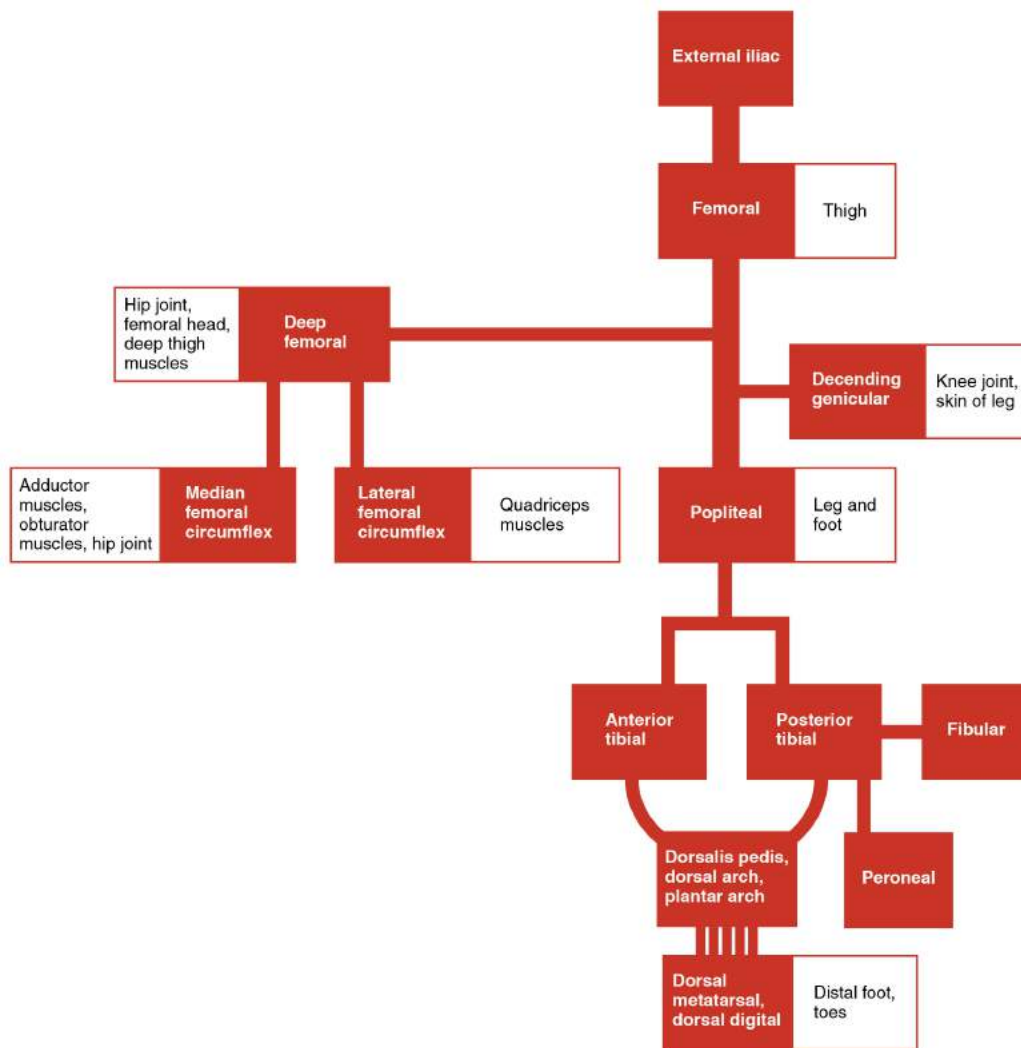 External iliac
Femoral
Thigh
Hip joint,
femoral head,
deep thigh
muscles
Deep
femoral
Decending
genicular
Knee joint,
skin of leg
Adductor
muscles,
obturator
muscles, hip joint
Median
femoral
circumflex
Lateral
femoral
circumflex
Quadriceps
muscles
Popliteal
Leg and
foot
Anterior
tibial
Posterior
tibial
Fibular
Dorsalis pedis,
dorsal arch,
plantar arch
Peroneal
Dorsal
metatarsal,
dorsal digital
Distal foot,
toes